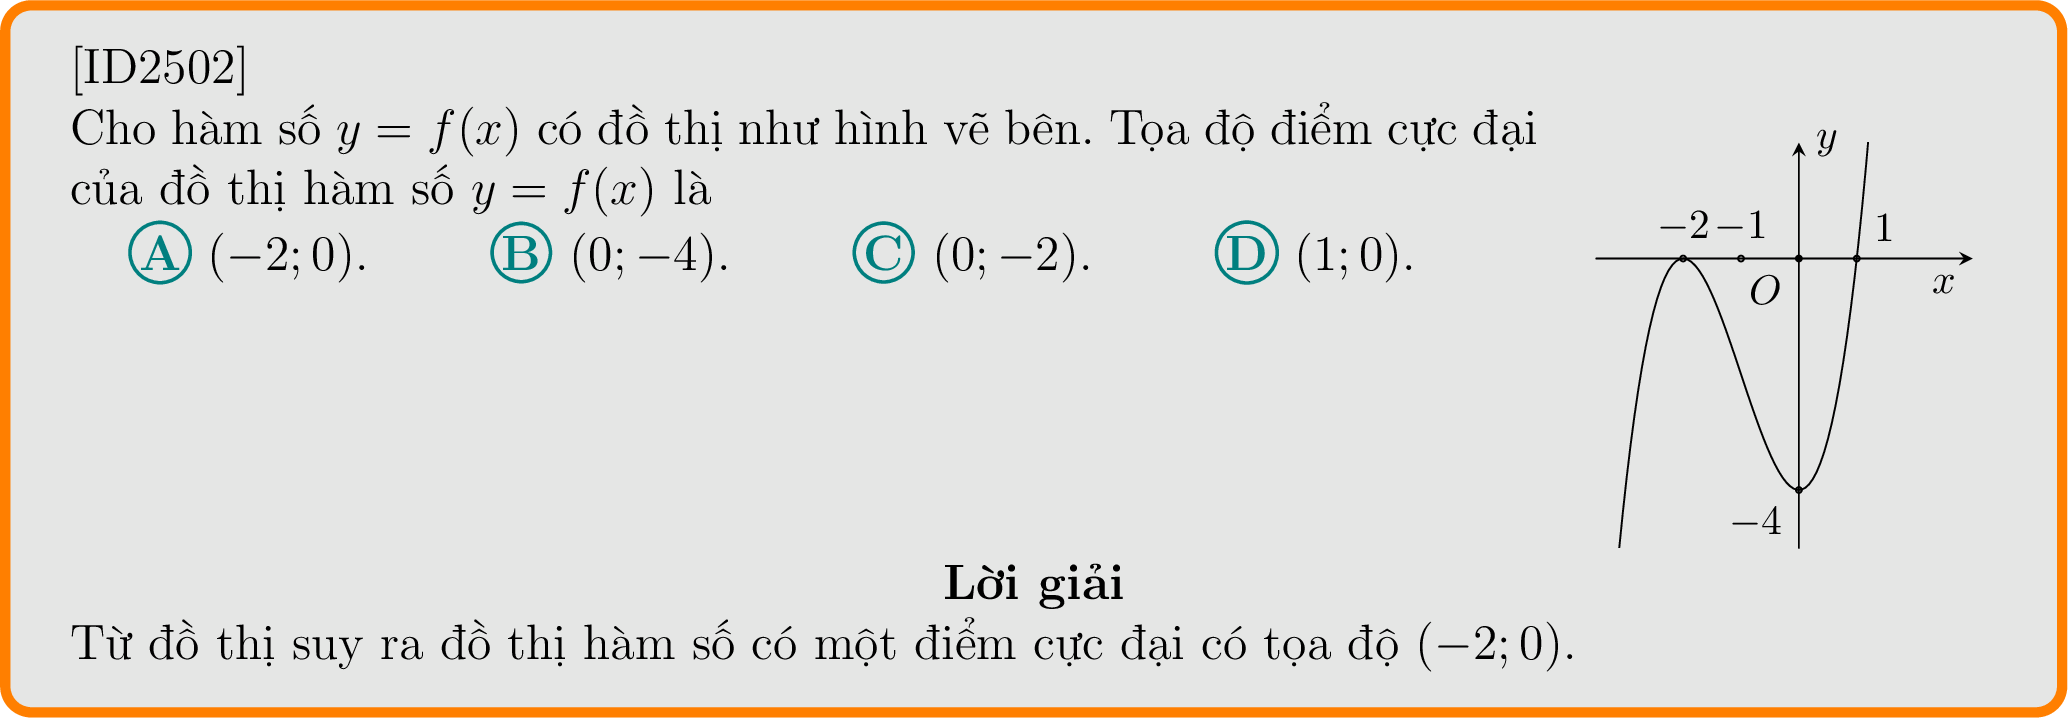 [ID2502]
Cho hàm số y = f(x) có đồ thị như hình vẽ bên. Tọa độ điểm cực đại
của đồ thị hàm số y = f(x) là
A (−2; 0). B (0; −4). C (0; −2). D (1; 0).
y
−2 −1 1
O x
−4
Lời giải
Từ đồ thị suy ra đồ thị hàm số có một điểm cực đại có tọa độ (−2; 0).